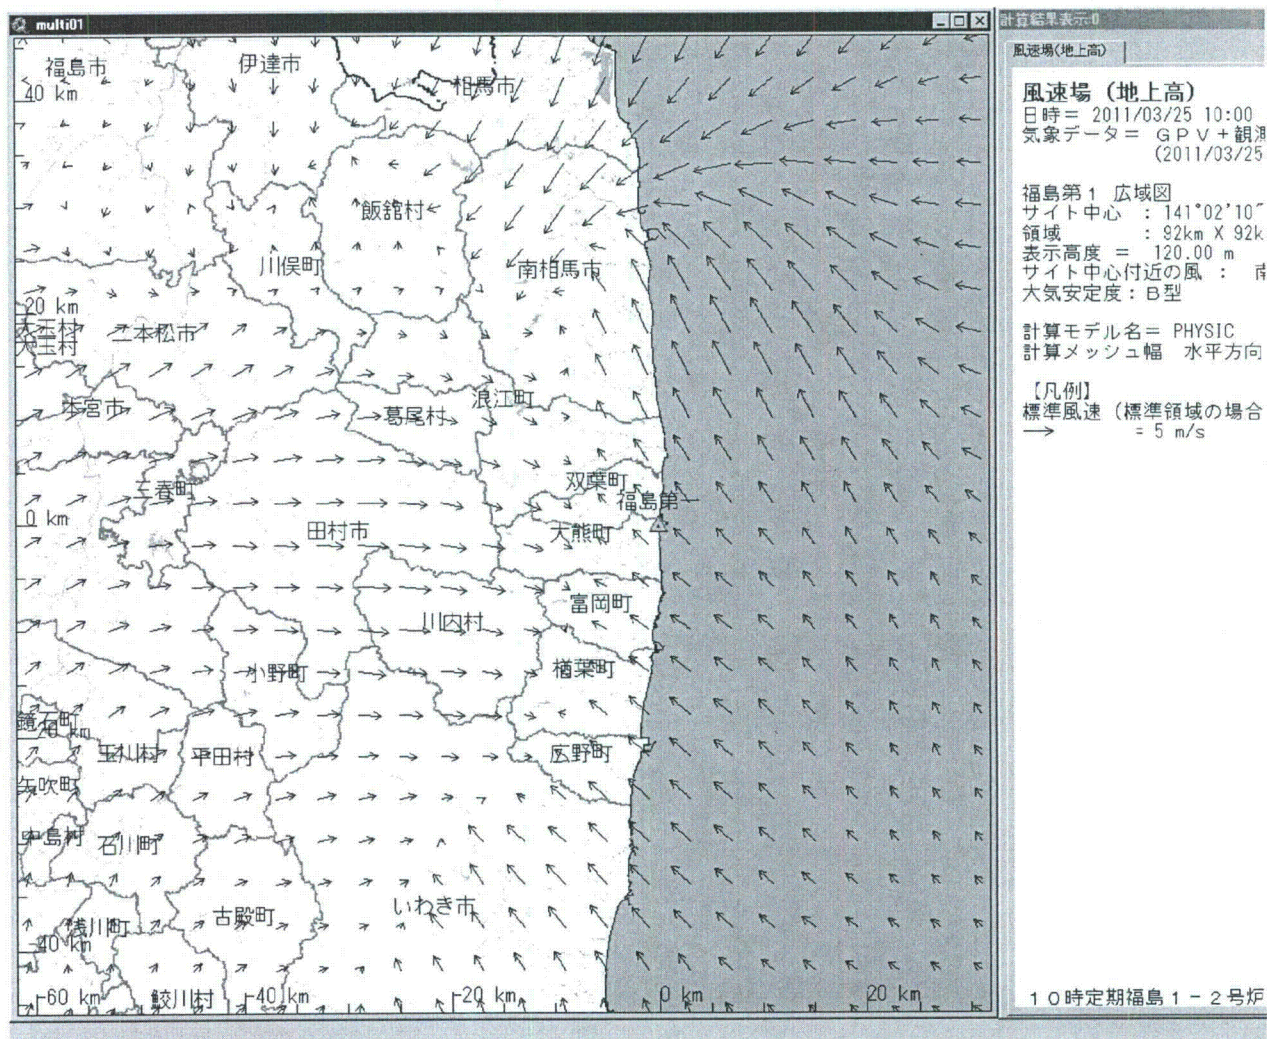 multi01
福島市
伊達市
相馬市
40 km
飯舘村
川俣町
南相馬市
20 km
大玉村
大玉村
二本松市
本宮市
葛尾村
浪江町
三春町
双葉町
福島第一
0 km
田村市
大熊町
富岡町
川内村
小野町
楢葉町
鏡石町
-20 km
玉川村
平田村
広野町
矢吹町
中島村
石川町
いわき市
古殿町
浅川町
-40 km
-60 km
鮫川村
-40 km
-20 km
0 km
20 km
計算結果表示:0
風速場(地上高)
風速場 (地上高)
日時＝ 2011/03/25 10:00
気象データ＝ ＧＰＶ＋観測
(2011/03/25
福島第１ 広域図
サイト中心 : 141°02'10"
領域 : 92km X 92k
表示高度 ＝ 120.00 m
サイト中心付近の風 : 南
大気安定度：Ｂ型
計算モデル名＝ PHYSIC
計算メッシュ幅 水平方向
【凡例】
標準風速 (標準領域の場合
→ = 5 m/s
１０時定期福島１－２号炉